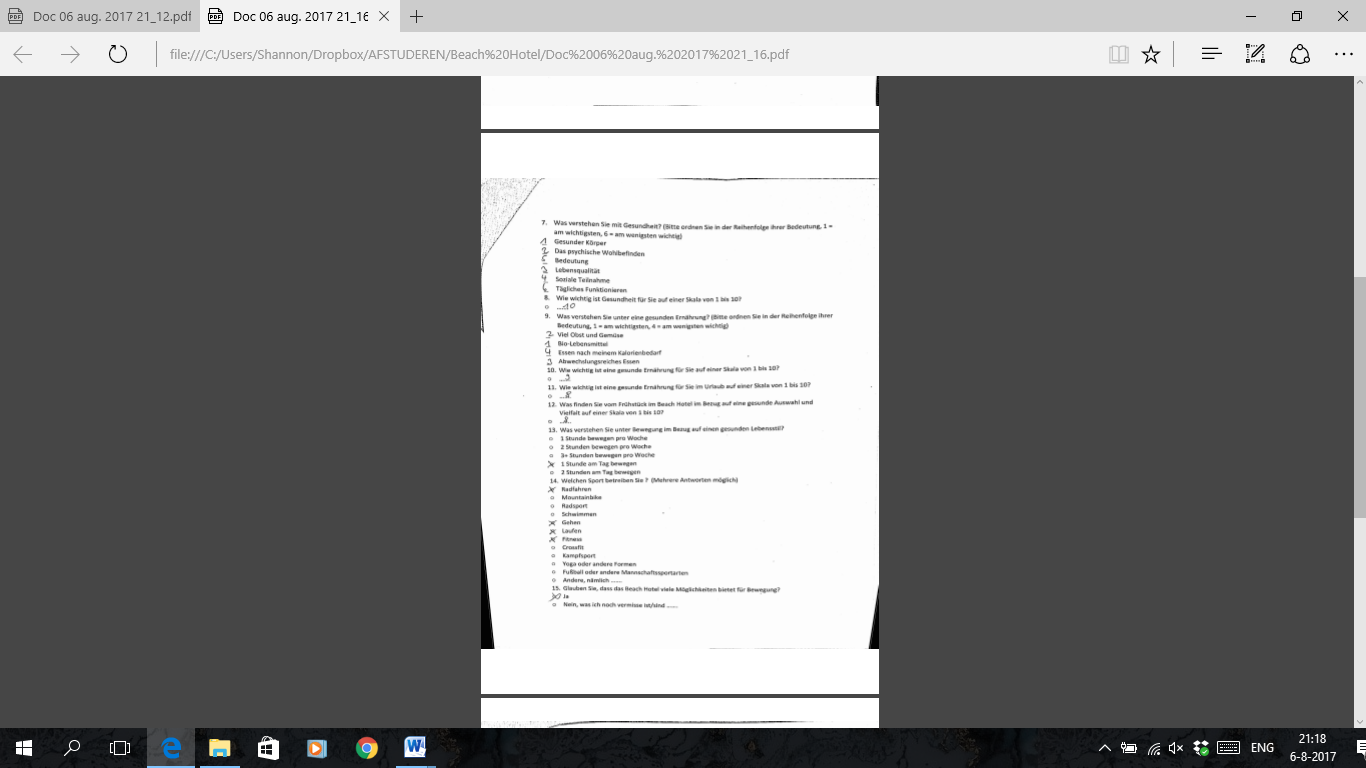 Doc 06 aug. 2017 21_12.pdf
Doc 06 aug. 2017 21_16
file:///C:/Users/Shannon/Dropbox/AFSTUDEREN/Beach%20Hotel/Doc%2006%20aug.%202017%2021_16.pdf
7. Was verstehen Sie mit Gesundheit? (Bitte ordnen Sie in der Reihenfolge ihrer Bedeutung, 1 =
am wichtigsten, 6 = am wenigsten wichtig)
1 Gesunder Körper
2 Das psychische Wohlbefinden
5 Bedeutung
3 Lebensqualität
4 Soziale Teilnahme
6 Tägliches Funktionieren
8. Wie wichtig ist Gesundheit für Sie auf einer Skala von 1 bis 10?
o ...10
9. Was verstehen Sie unter eine gesunden Ernährung? (Bitte ordnen Sie in der Reihenfolge ihrer
Bedeutung, 1 = am wichtigsten, 4 = am wenigsten wichtig)
2 Viel Obst und Gemüse
1 Bio-Lebensmittel
4 Essen nach meinem Kalorienbedarf
3 Abwechslungsreiches Essen
10. Wie wichtig ist eine gesunde Ernährung für Sie auf einer Skala von 1 bis 10?
o ...9
11. Wie wichtig ist eine gesunde Ernährung für Sie im Urlaub auf einer Skala von 1 bis 10?
o ...8.
12. Was finden Sie vom Frühstück im Beach Hotel im Bezug auf eine gesunde Auswahl und
Vielfalt auf einer Skala von 1 bis 10?
o ...8..
13. Was verstehen Sie unter Bewegung im Bezug auf einen gesunden Lebensstil?
o 1 Stunde bewegen pro Woche
o 2 Stunden bewegen pro Woche
o 3+ Stunden bewegen pro Woche
x 1 Stunde am Tag bewegen
o 2 Stunden am Tag bewegen
14. Welchen Sport betreiben Sie ? (Mehrere Antworten möglich)
x Radfahren
o Mountainbike
o Radsport
o Schwimmen
x Gehen
x Laufen
x Fitness
o Crossfit
o Kampfsport
o Yoga oder andere Formen
o Fußball oder andere Mannschaftssportarten
o Andere, nämlich ......
15. Glauben Sie, dass das Beach Hotel viele Möglichkeiten bietet für Bewegung?
x Ja
o Nein, was ich noch vermisse ist/sind ......
ENG
21:18
6-8-2017